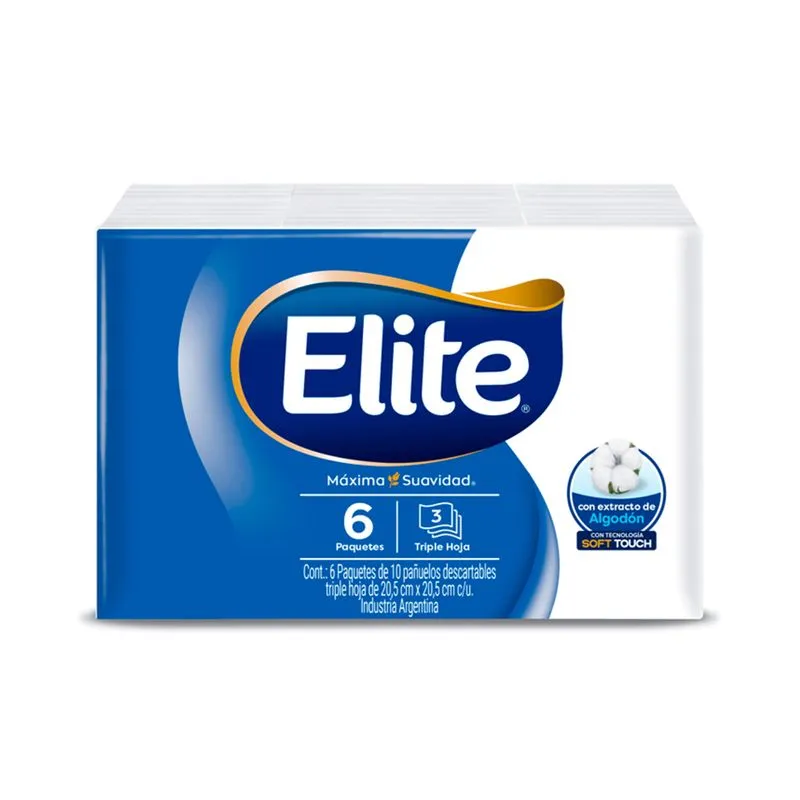 Elite®
Máxima Suavidad®
6
Paquetes
3
Triple Hoja
Cont.: 6 Paquetes de 10 pañuelos descartables
triple hoja de 20,5 cm x 20,5 cm c/u.
Industria Argentina
con extracto de
Algodón
CON TECNOLOGÍA
SOFT TOUCH